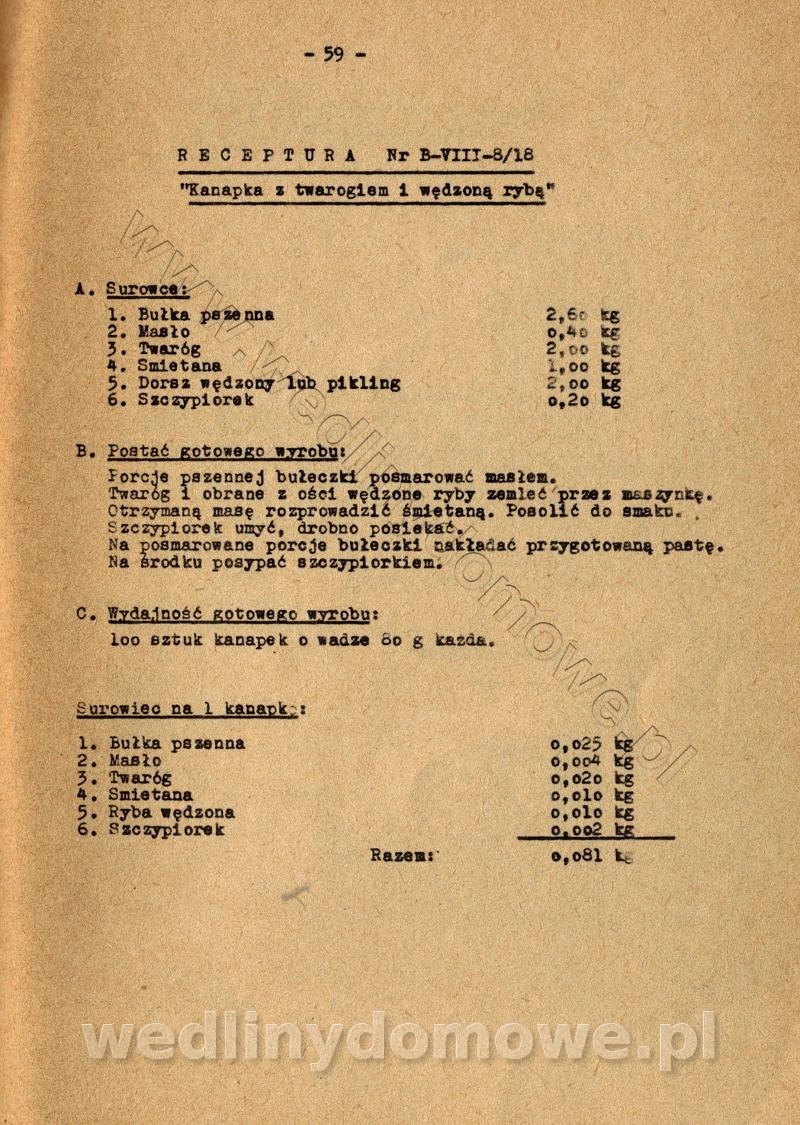 - 59 -
RECEPTURA Nr B-VIII-8/18
"Kanapka z twarogiem i wędzoną rybą"
A. Surowce:
1. Bułka pszenna 2,60 kg
2. Masło 0,40 kg
3. Twaróg 2,00 kg
4. Smietana 1,00 kg
5. Dorsz wędzony lub pikling 2,00 kg
6. Szczypiorek 0,20 kg
B. Postać gotowego wyrobu:
Porcje pszennej bułeczki posmarować masłem.
Twaróg i obrane z ości wędzone ryby zemleć przez maszynkę.
Otrzymaną masę rozprowadzić śmietaną. Posolić do smaku.
Szczypiorek umyć, drobno posiekać.
Na posmarowane porcje bułeczki nakładać przygotowaną pastę.
Na środku posypać szczypiorkiem.
C. Wydajność gotowego wyrobu:
100 sztuk kanapek o wadze 80 g każda.
Surowiec na 1 kanapkę:
1. Bułka pszenna 0,025 kg
2. Masło 0,004 kg
3. Twaróg 0,020 kg
4. Smietana 0,010 kg
5. Ryba wędzona 0,010 kg
6. Szczypiorek 0,002 kg
Razem: 0,081 kg
www.wedlinydomowe.pl
wedlinydomowe.pl